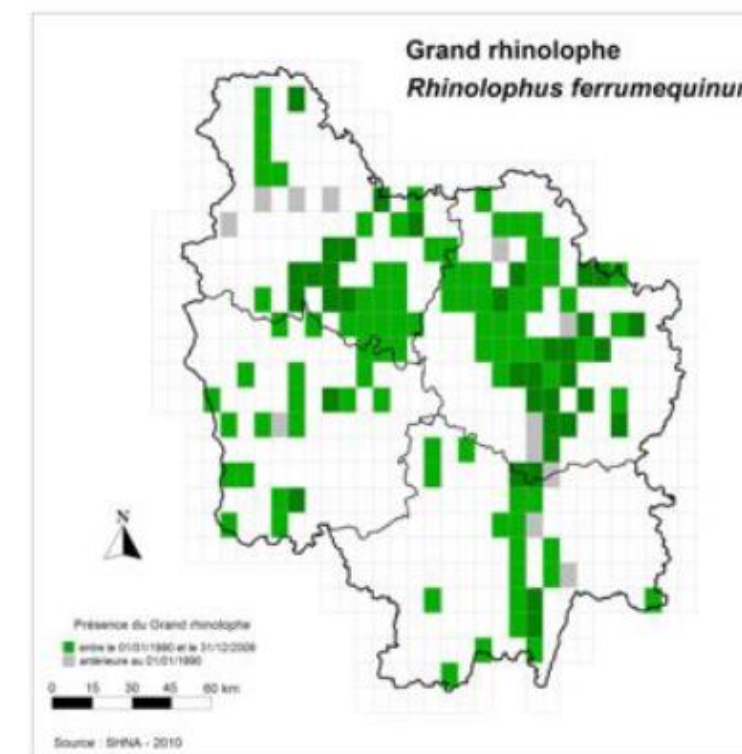 Grand rhinolophe
Rhinolophus ferrumequinum
N
Présence du Grand rhinolophe
entre le 01/01/1990 et le 31/12/2009
antérieure au 01/01/1990
0 15 30 45 60 km
Source : SHNA - 2010